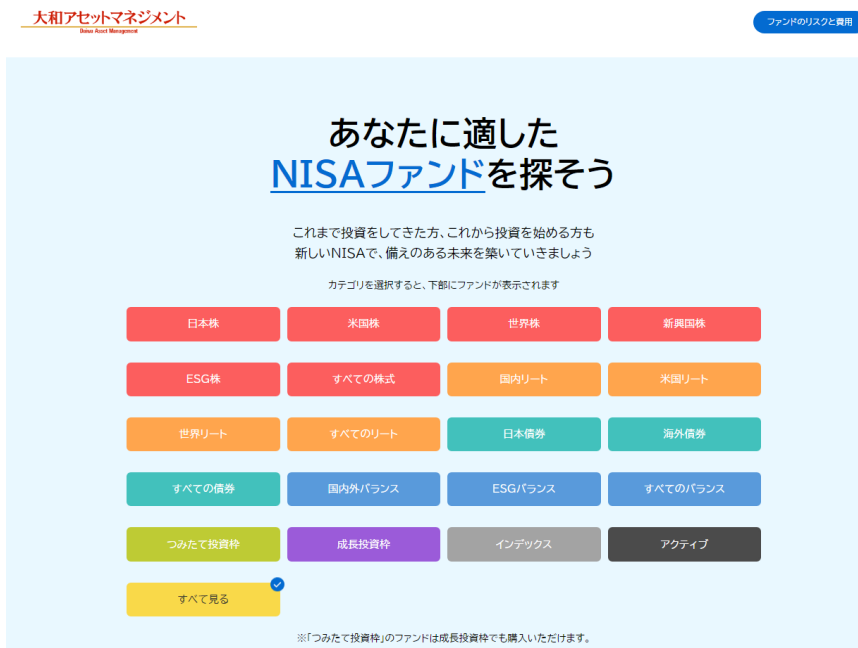 大和アセットマネジメント
Daiwa Asset Management
ファンドのリスクと費用
あなたに適した
NISAファンドを探そう
これまで投資をしてきた方、これから投資を始める方も
新しいNISAで、備えのある未来を築いていきましょう
カテゴリを選択すると、下部にファンドが表示されます
日本株
米国株
世界株
新興国株
ESG株
すべての株式
国内リート
米国リート
世界リート
すべてのリート
日本債券
海外債券
すべての債券
国内外バランス
ESGバランス
すべてのバランス
つみたて投資枠
成長投資枠
インデックス
アクティブ
すべて見る
※「つみたて投資枠」のファンドは成長投資枠でも購入いただけます。